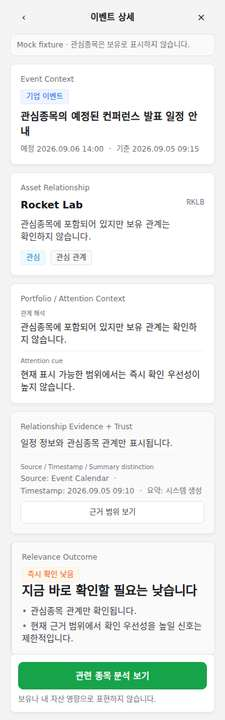 ‹ 이벤트 상세 ×
Mock fixture · 관심종목은 보유로 표시하지 않습니다.
Event Context
기업 이벤트
관심종목의 예정된 컨퍼런스 발표 일정 안
내
예정 2026.09.06 14:00 · 기준 2026.09.05 09:15
Asset Relationship
Rocket Lab RKLB
관심종목에 포함되어 있지만 보유 관계는
확인하지 않습니다.
관심 관심 관계
Portfolio / Attention Context
관계 해석
관심종목에 포함되어 있지만 보유 관계는 확인하
지 않습니다.
Attention cue
현재 표시 가능한 범위에서는 즉시 확인 우선성이
높지 않습니다.
Relationship Evidence + Trust
일정 정보와 관심종목 관계만 표시됩니다.
Source / Timestamp / Summary distinction
Source: Event Calendar ·
Timestamp: 2026.09.05 09:10 · 요약: 시스템 생성
근거 범위 보기
Relevance Outcome
즉시 확인 낮음
지금 바로 확인할 필요는 낮습니다
• 관심종목 관계만 확인됩니다.
• 현재 근거 범위에서 확인 우선성을 높일 신호는
제한적입니다.
관련 종목 분석 보기
보유나 내 자산 영향으로 표현하지 않습니다.